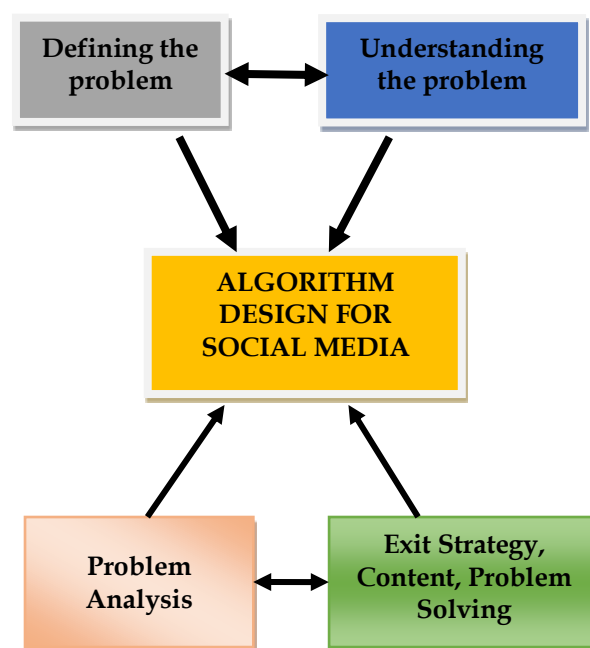 Defining the
problem
Understanding
the problem
ALGORITHM
DESIGN FOR
SOCIAL MEDIA
Problem
Analysis
Exit Strategy,
Content, Problem
Solving